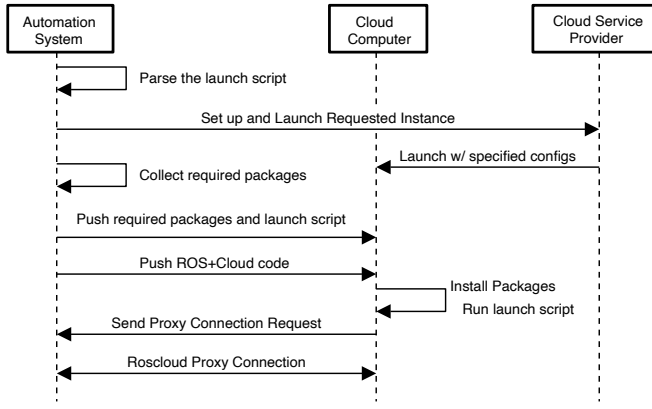 Automation
System
Cloud
Computer
Cloud Service
Provider
Parse the launch script
Set up and Launch Requested Instance
Launch w/ specified configs
Collect required packages
Push required packages and launch script
Push ROS+Cloud code
Install Packages
Run launch script
Send Proxy Connection Request
Roscloud Proxy Connection